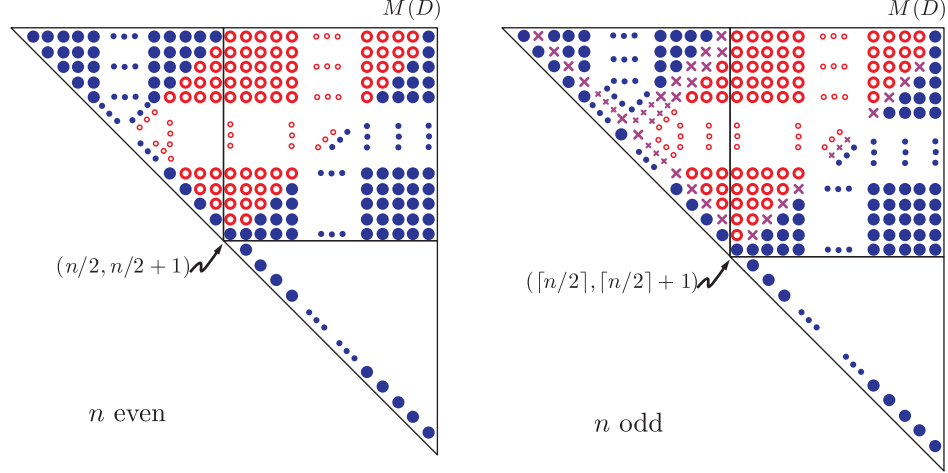 M(D)
M(D)
(n/2, n/2 + 1)
(⌈n/2⌉, ⌈n/2⌉ + 1)
n even
n odd